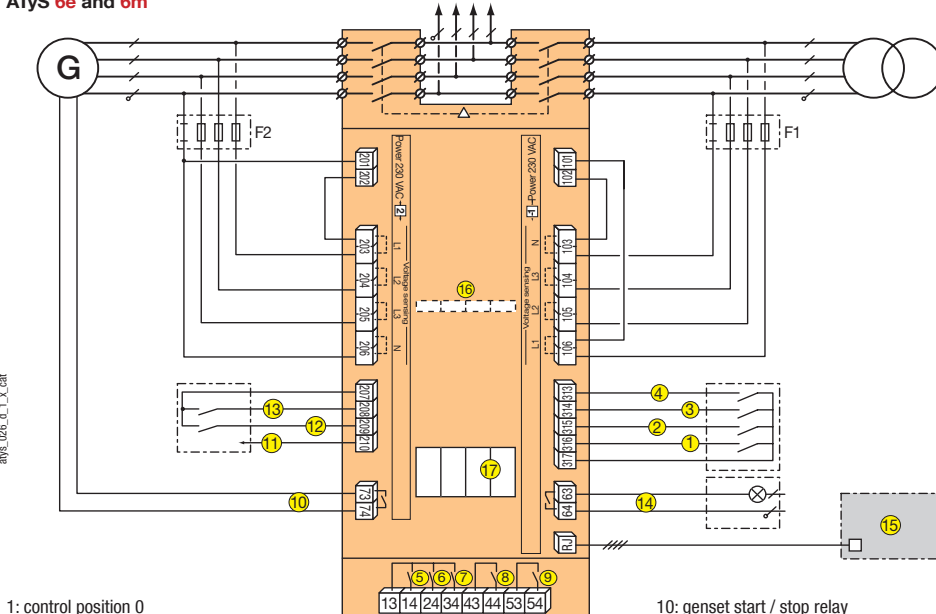 ATyS 6e and 6m
G
F2
F1
201
202
Power 230 VAC
2
Power 230 VAC
1
101
102
203
204
205
206
L1
L2
L3
N
Voltage sensing
16
Voltage sensing
N
L3
L2
L1
103
104
105
106
207
208
209
210
13
12
11
313
314
315
316
317
4
3
2
1
17
10
73
74
63
64
14
RJ
15
5
6
7
8
9
13 14 24 34 43 44 53 54
atys_026_d_1_x_cat
1: control position 0
10: genset start / stop relay